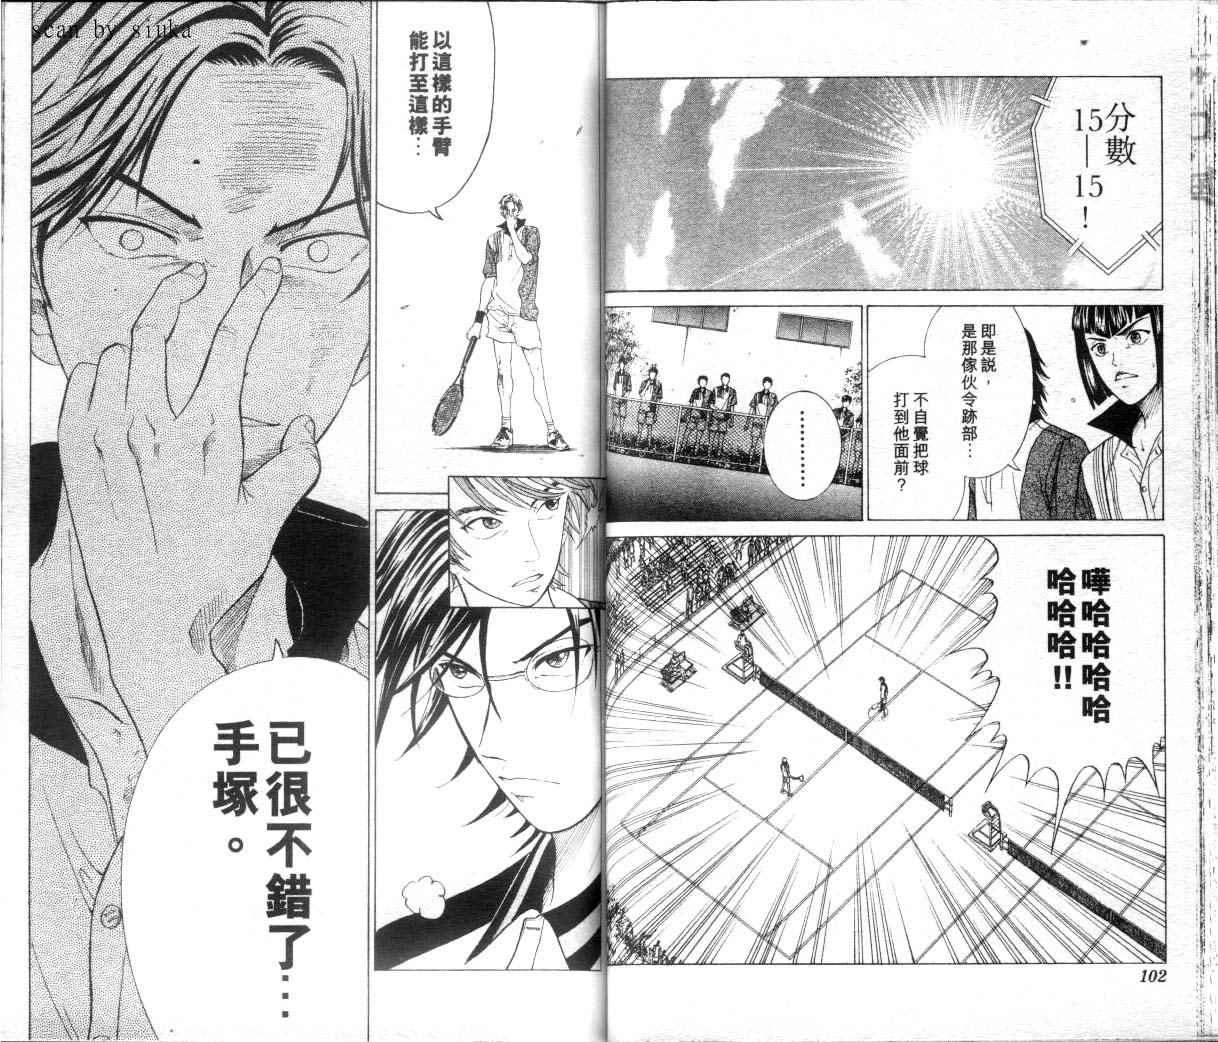 scan by siuka
分數
15—15！
即是說，
是那傢伙令跡部…
不自覺把球
打到他面前？
…………
嘩哈哈哈哈
哈哈哈!!
102
以這樣的手臂
能打至這樣…
已很不錯了…
手塚。